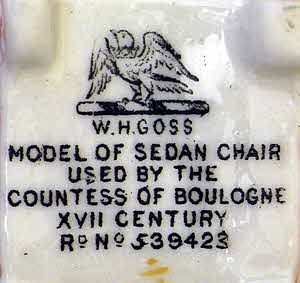 W.H.GOSS
MODEL OF SEDAN CHAIR
USED BY THE
COUNTESS OF BOULOGNE
XVII CENTURY
Rᴰ Nº 539423